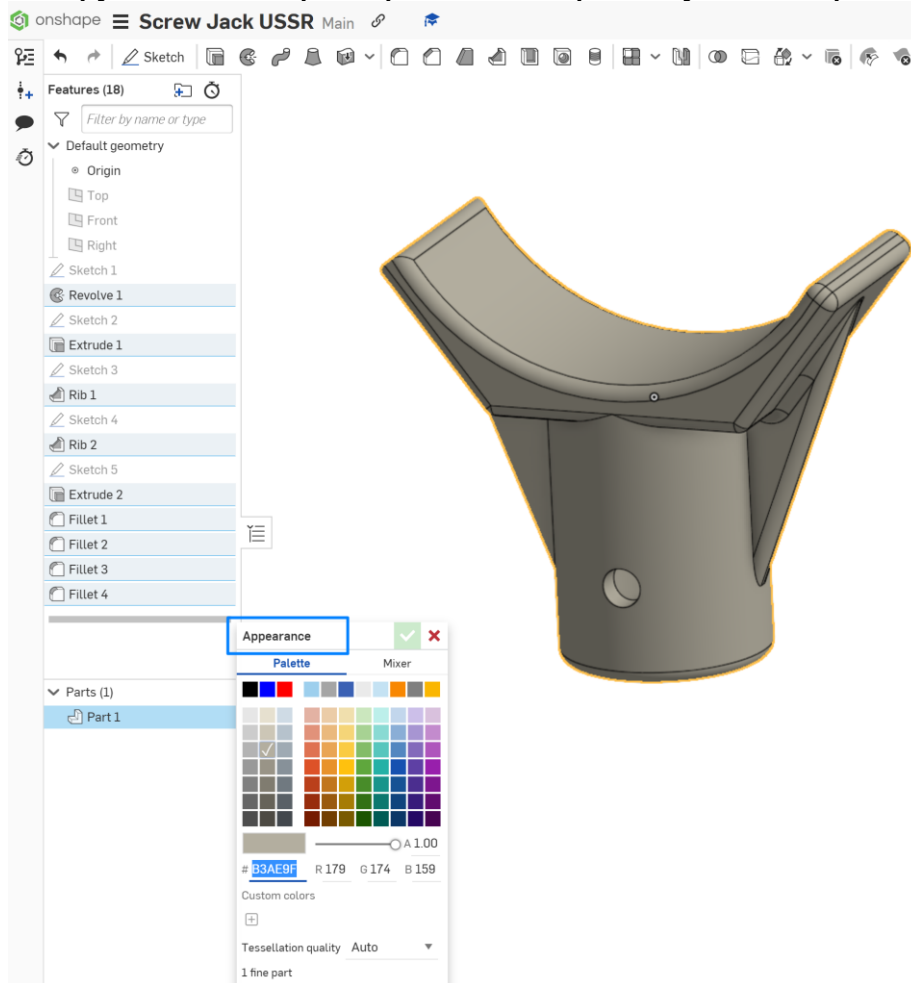 onshape Screw Jack USSR Main
Sketch
Features (18)
Filter by name or type
Default geometry
Origin
Top
Front
Right
Sketch 1
Revolve 1
Sketch 2
Extrude 1
Sketch 3
Rib 1
Sketch 4
Rib 2
Sketch 5
Extrude 2
Fillet 1
Fillet 2
Fillet 3
Fillet 4
Appearance
Palette Mixer
Parts (1)
Part 1
A 1.00
# B3AE9F R 179 G 174 B 159
Custom colors
Tessellation quality Auto
1 fine part